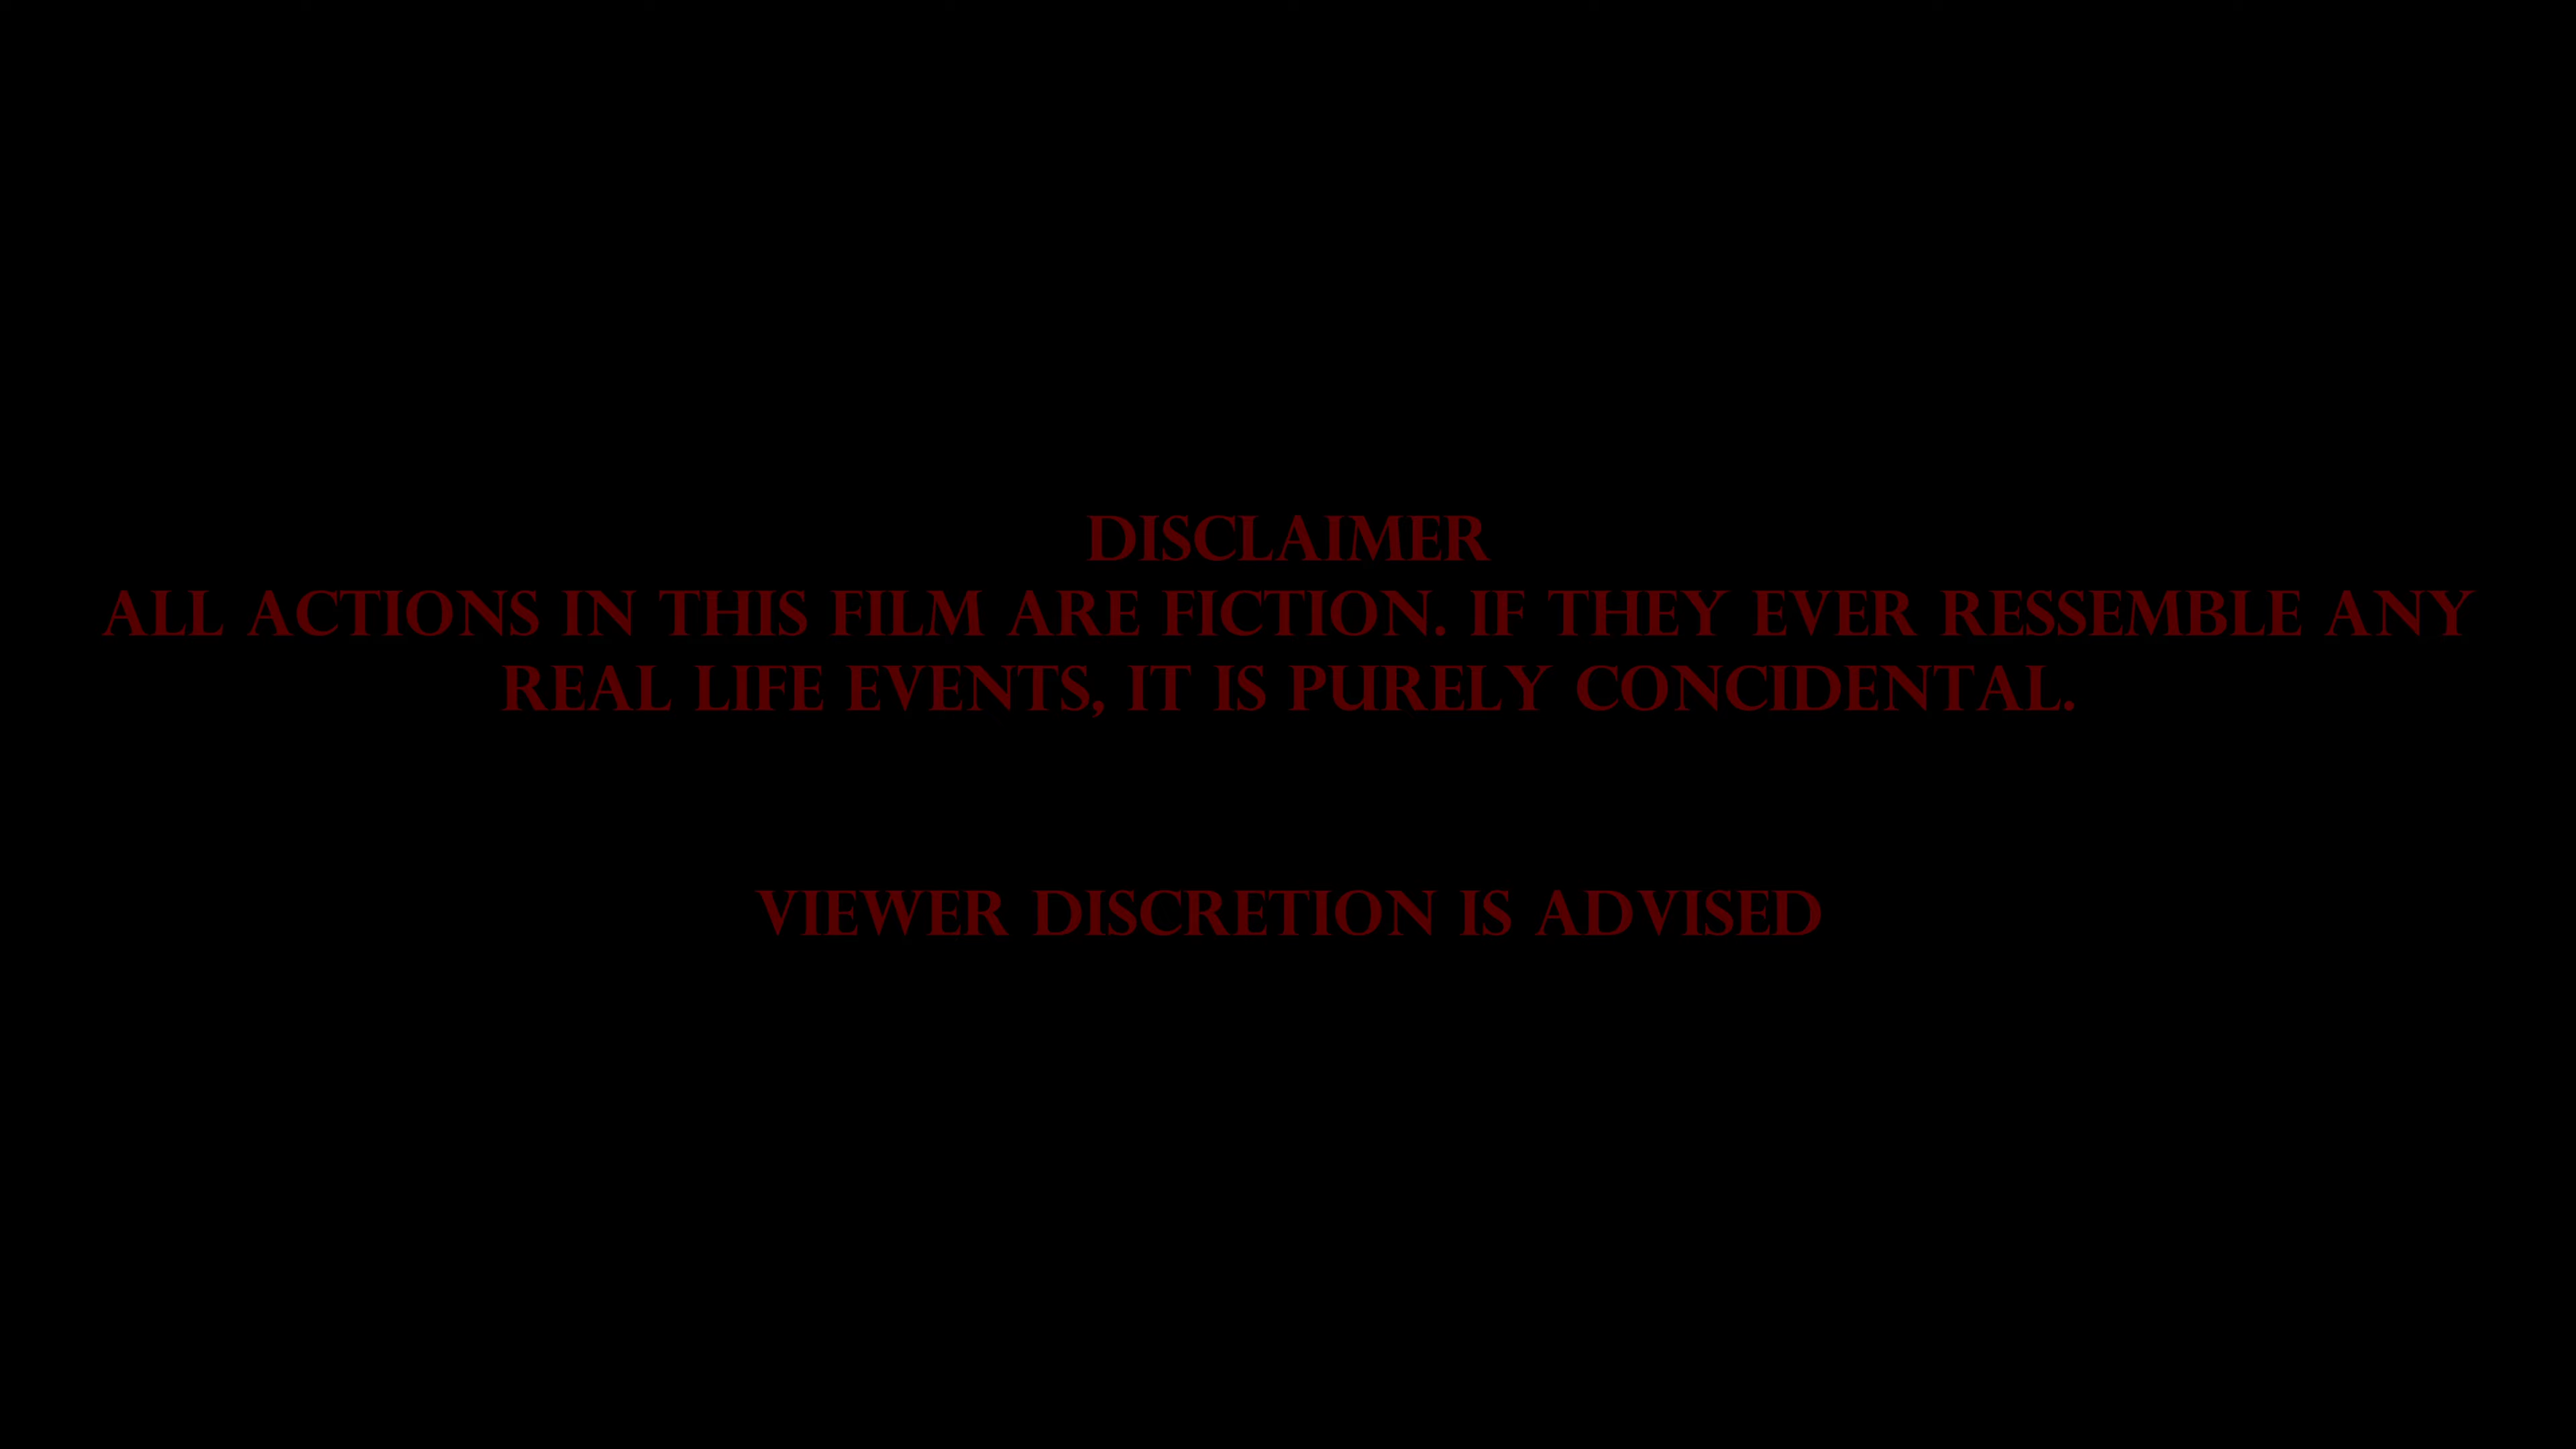 DISCLAIMER
ALL ACTIONS IN THIS FILM ARE FICTION. IF THEY EVER RESSEMBLE ANY
REAL LIFE EVENTS, IT IS PURELY CONCIDENTAL.
VIEWER DISCRETION IS ADVISED